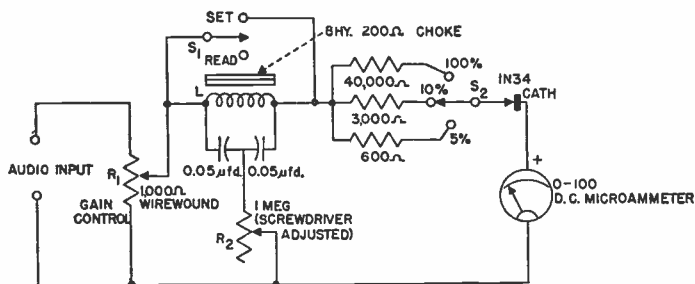 SET
8HY. 200Ω CHOKE
S1
READ
100%
40,000Ω
10%
S2
IN34
CATH
L
3,000Ω
5%
600Ω
+
AUDIO INPUT
0.05μfd.
0.05μfd.
R1
1,000Ω
WIREWOUND
GAIN
CONTROL
1 MEG
(SCREWDRIVER
ADJUSTED)
R2
0-100
D.C. MICROAMMETER